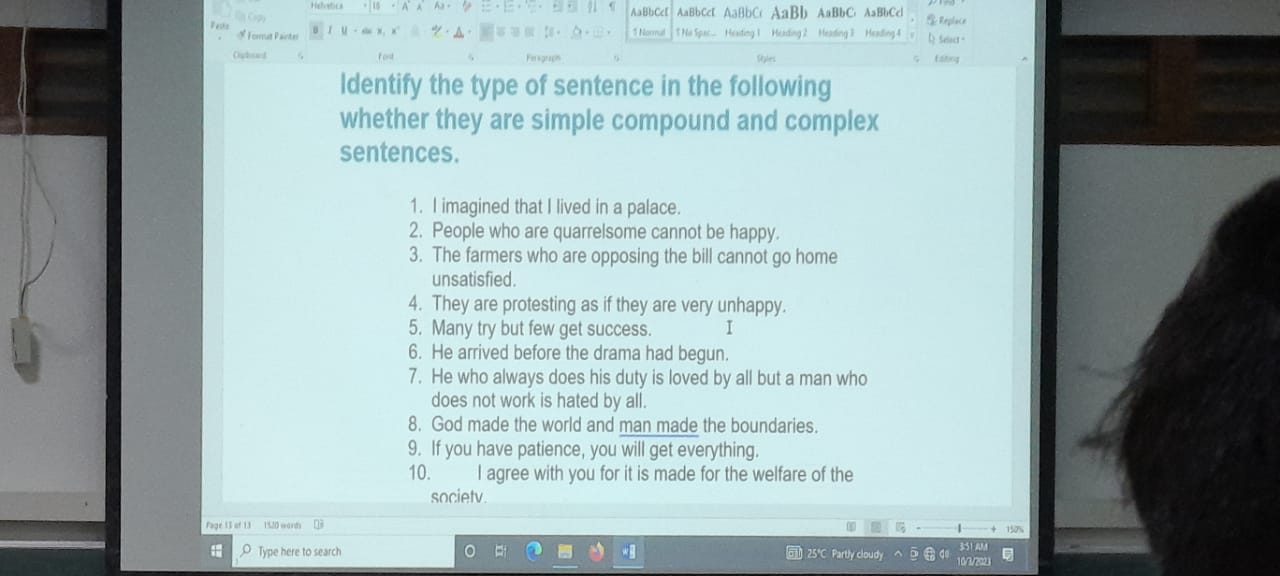 Helvetica 16
Paste Copy
Format Painter
Clipboard Font Paragraph Styles Editing
AaBbCcI AaBbCcI AaBbCc AaBb AaBbC AaBbCcI
¶ Normal ¶ No Spac... Heading 1 Heading 2 Heading 3 Heading 4
Replace
Select
Identify the type of sentence in the following
whether they are simple compound and complex
sentences.
1. I imagined that I lived in a palace.
2. People who are quarrelsome cannot be happy.
3. The farmers who are opposing the bill cannot go home
unsatisfied.
4. They are protesting as if they are very unhappy.
5. Many try but few get success.
6. He arrived before the drama had begun.
7. He who always does his duty is loved by all but a man who
does not work is hated by all.
8. God made the world and man made the boundaries.
9. If you have patience, you will get everything.
10. I agree with you for it is made for the welfare of the
society.
Page 13 of 13 1520 words 150%
Type here to search 25°C Partly cloudy 3:51 AM
10/3/2023